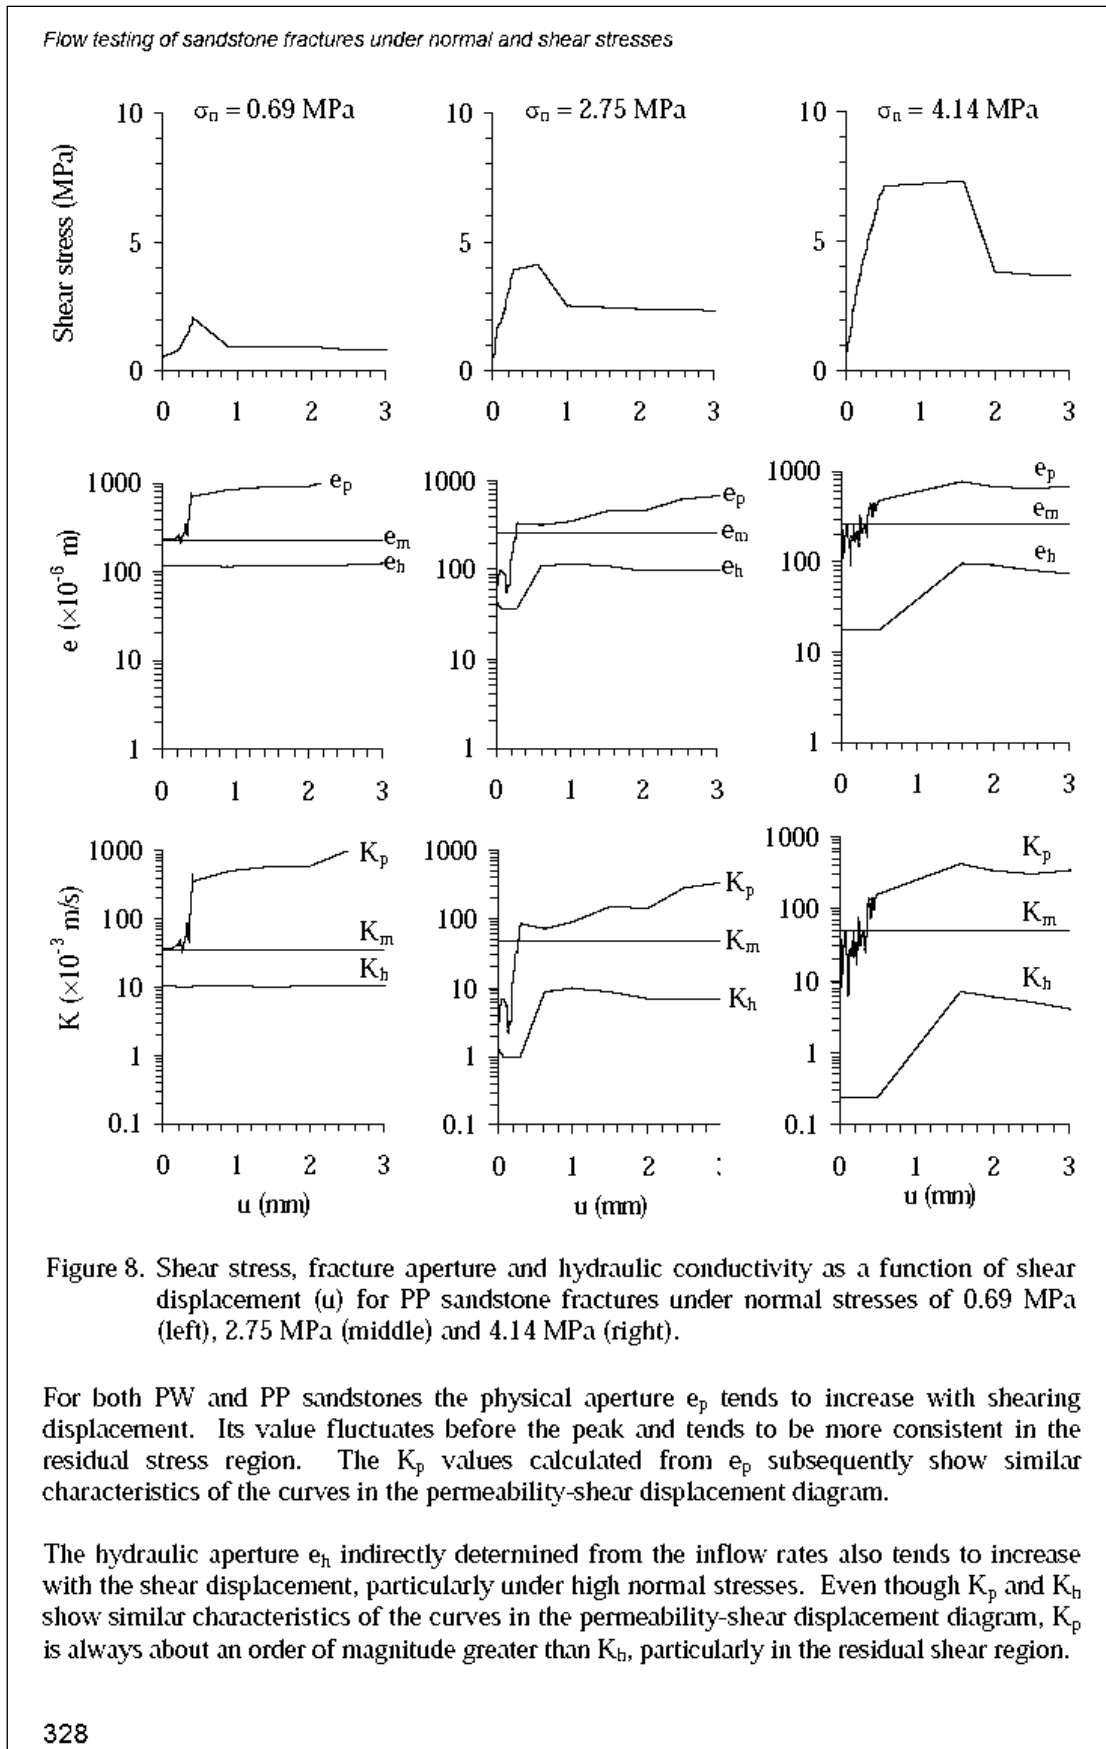 Flow testing of sandstone fractures under normal and shear stresses
σn = 0.69 MPa
σn = 2.75 MPa
σn = 4.14 MPa
Shear stress (MPa)
10
5
0
0 1 2 3
10
5
0
0 1 2 3
10
5
0
0 1 2 3
e (×10-6 m)
1000
100
10
1
0 1 2 3
ep
em
eh
1000
100
10
1
0 1 2 3
ep
em
eh
1000
100
10
1
0 1 2 3
ep
em
eh
K (×10-3 m/s)
1000
100
10
1
0.1
0 1 2 3
Kp
Km
Kh
u (mm)
1000
100
10
1
0.1
0 1 2
Kp
Km
Kh
u (mm)
1000
100
10
1
0.1
0 1 2 3
Kp
Km
Kh
u (mm)
Figure 8. Shear stress, fracture aperture and hydraulic conductivity as a function of shear
displacement (u) for PP sandstone fractures under normal stresses of 0.69 MPa
(left), 2.75 MPa (middle) and 4.14 MPa (right).
For both PW and PP sandstones the physical aperture ep tends to increase with shearing
displacement. Its value fluctuates before the peak and tends to be more consistent in the
residual stress region. The Kp values calculated from ep subsequently show similar
characteristics of the curves in the permeability-shear displacement diagram.
The hydraulic aperture eh indirectly determined from the inflow rates also tends to increase
with the shear displacement, particularly under high normal stresses. Even though Kp and Kh
show similar characteristics of the curves in the permeability-shear displacement diagram, Kp
is always about an order of magnitude greater than Kh, particularly in the residual shear region.
328